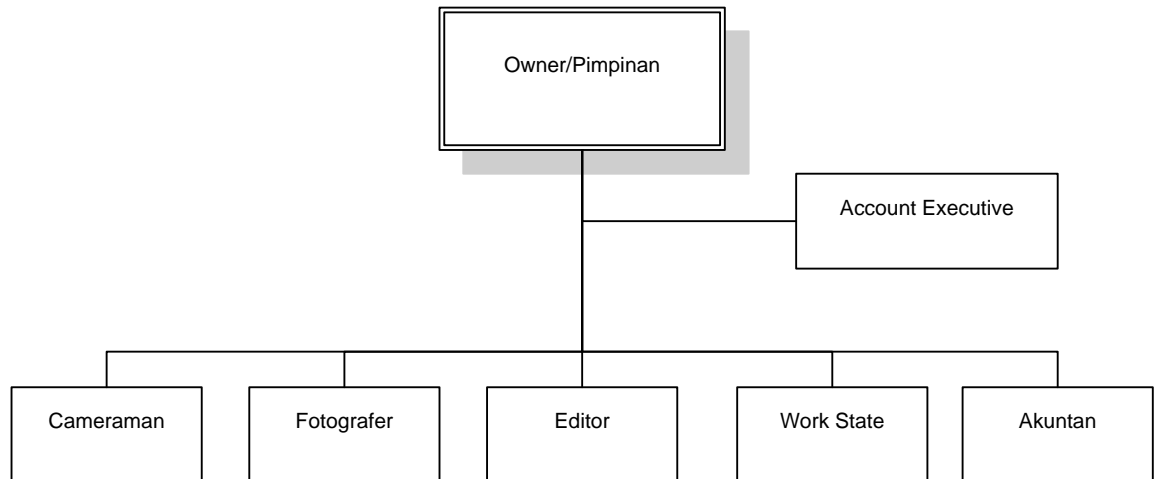 Owner/Pimpinan
Account Executive
Cameraman
Fotografer
Editor
Work State
Akuntan